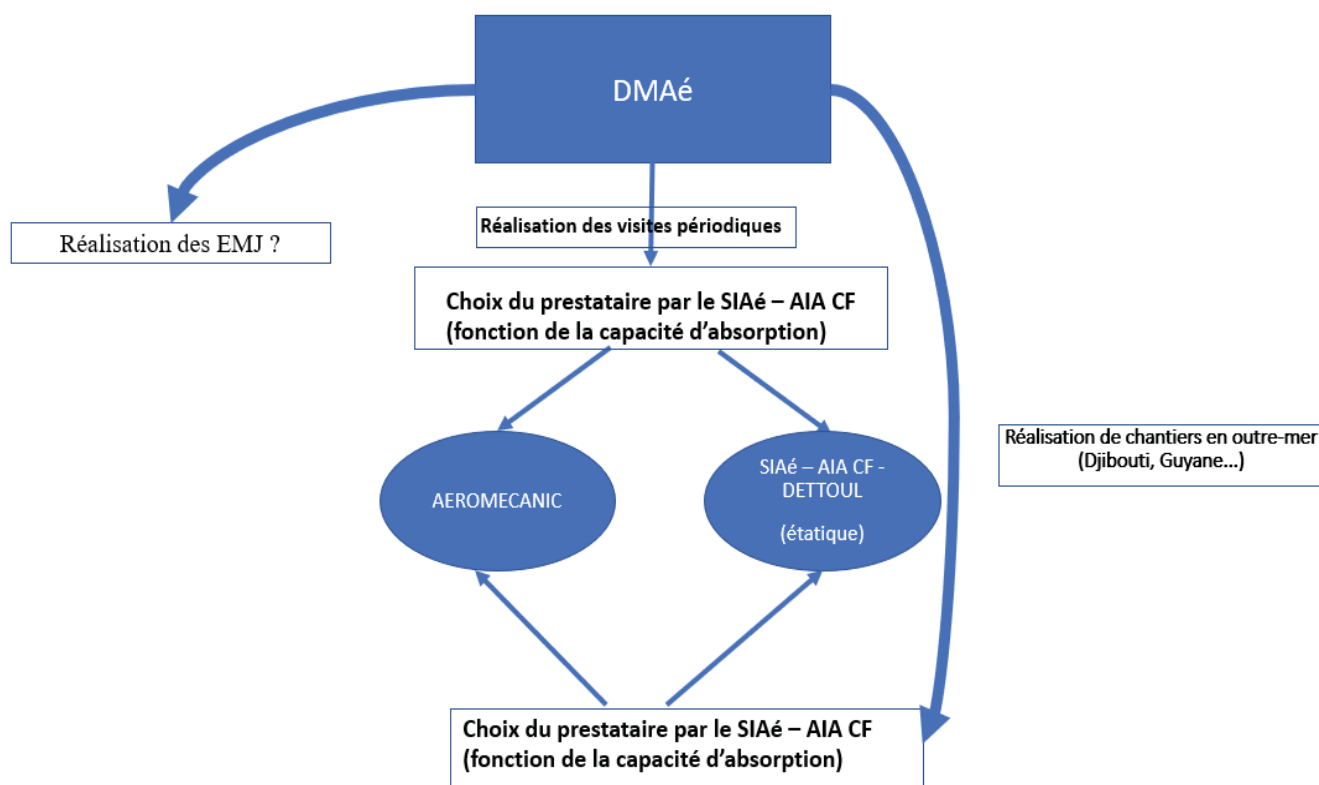 DMAé
Réalisation des EMJ ?
Réalisation des visites périodiques
Choix du prestataire par le SIAé – AIA CF
(fonction de la capacité d’absorption)
Réalisation de chantiers en outre-mer
(Djibouti, Guyane...)
AEROMECANIC
SIAé – AIA CF -
DETTOUL
(étatique)
Choix du prestataire par le SIAé – AIA CF
(fonction de la capacité d’absorption)